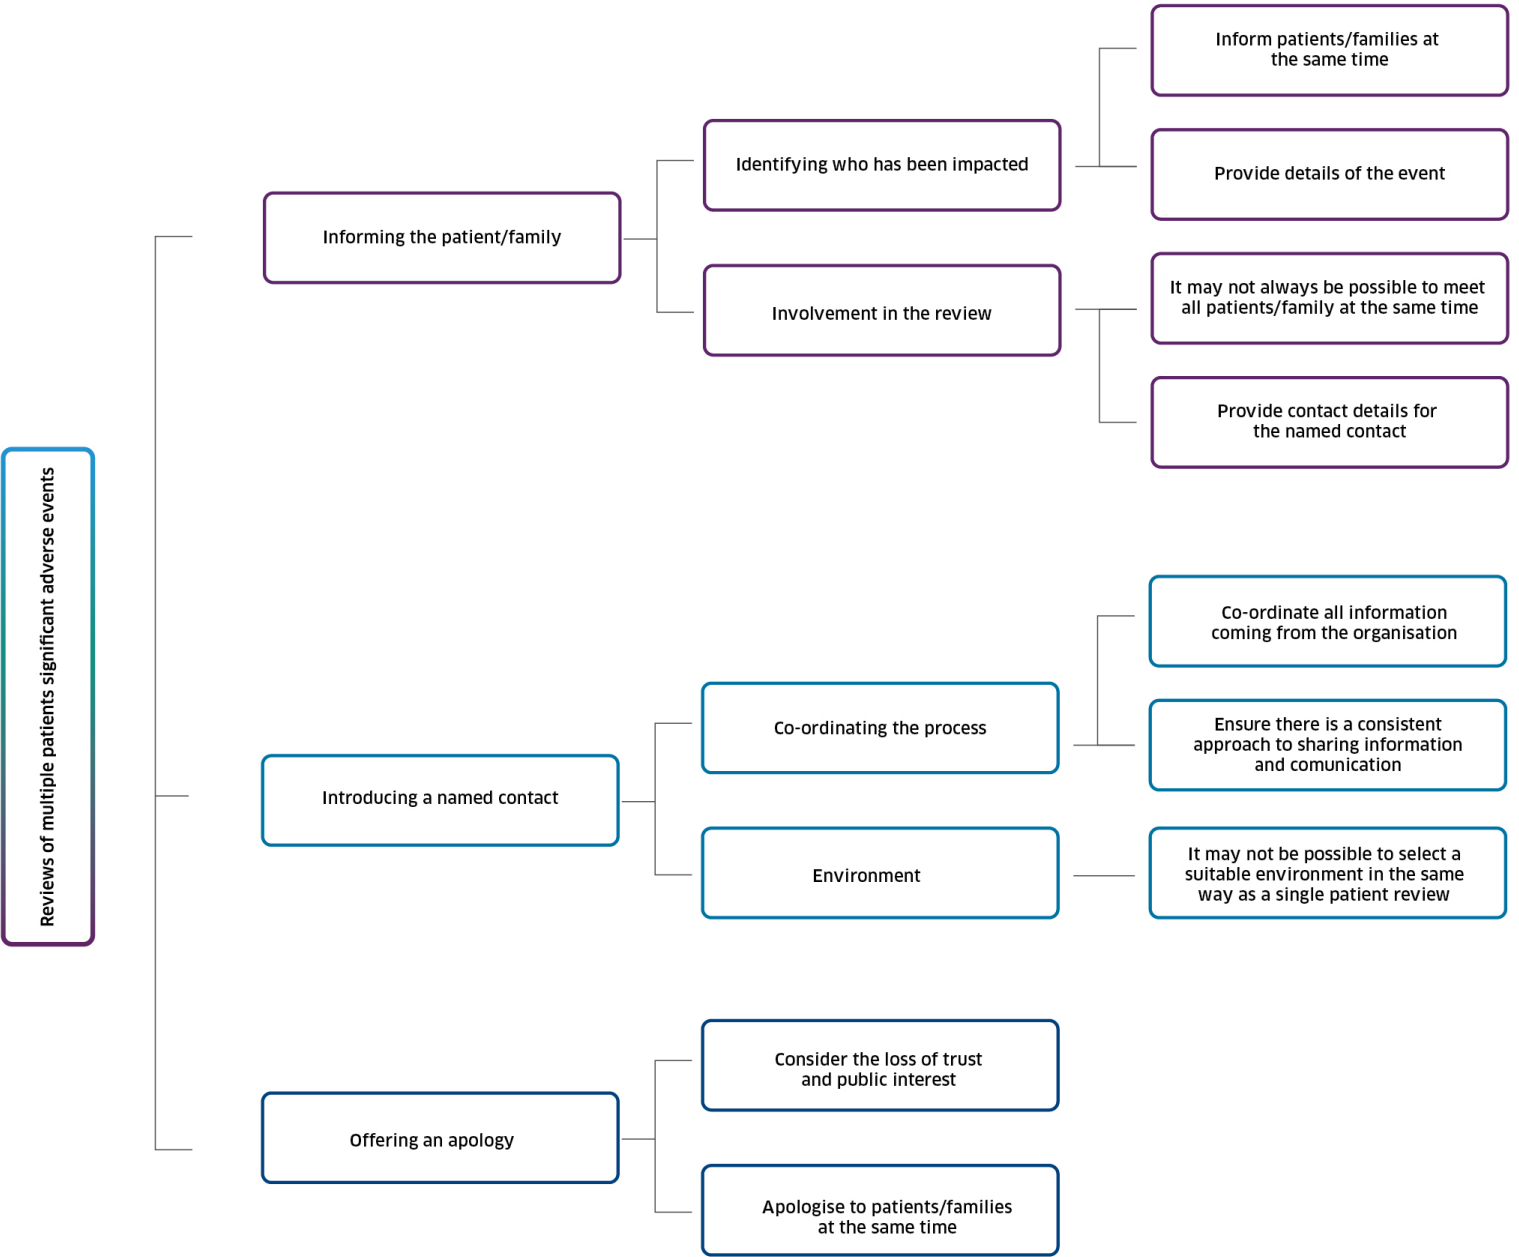 Reviews of multiple patients significant adverse events
Informing the patient/family
Identifying who has been impacted
Inform patients/families at
the same time
Provide details of the event
Involvement in the review
It may not always be possible to meet
all patients/family at the same time
Provide contact details for
the named contact
Introducing a named contact
Co-ordinating the process
Co-ordinate all information
coming from the organisation
Ensure there is a consistent
approach to sharing information
and comunication
Environment
It may not be possible to select a
suitable environment in the same
way as a single patient review
Offering an apology
Consider the loss of trust
and public interest
Apologise to patients/families
at the same time